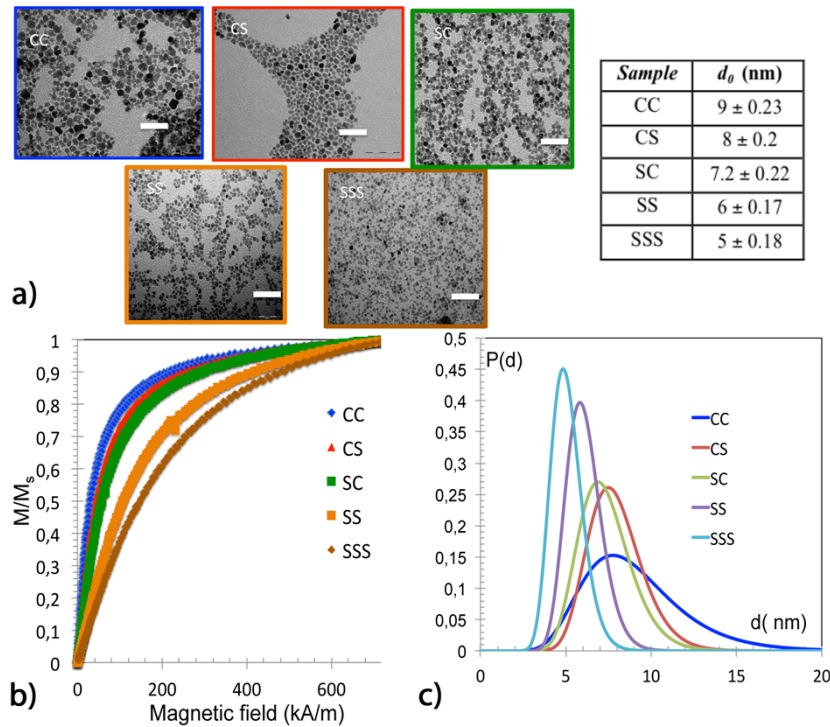 CC
CS
SC
SS
SSS
a)
Sample d₀ (nm)
CC 9 ± 0.23
CS 8 ± 0.2
SC 7.2 ± 0.22
SS 6 ± 0.17
SSS 5 ± 0.18
1
0,9
0,8
0,7
0,6
0,5
0,4
0,3
0,2
0,1
0
M/Mₛ
CC
CS
SC
SS
SSS
0 200 400 600
Magnetic field (kA/m)
b)
0,5
0,45
0,4
0,35
0,3
0,25
0,2
0,15
0,1
0,05
0
P(d)
CC
CS
SC
SS
SSS
d( nm)
0 5 10 15 20
c)